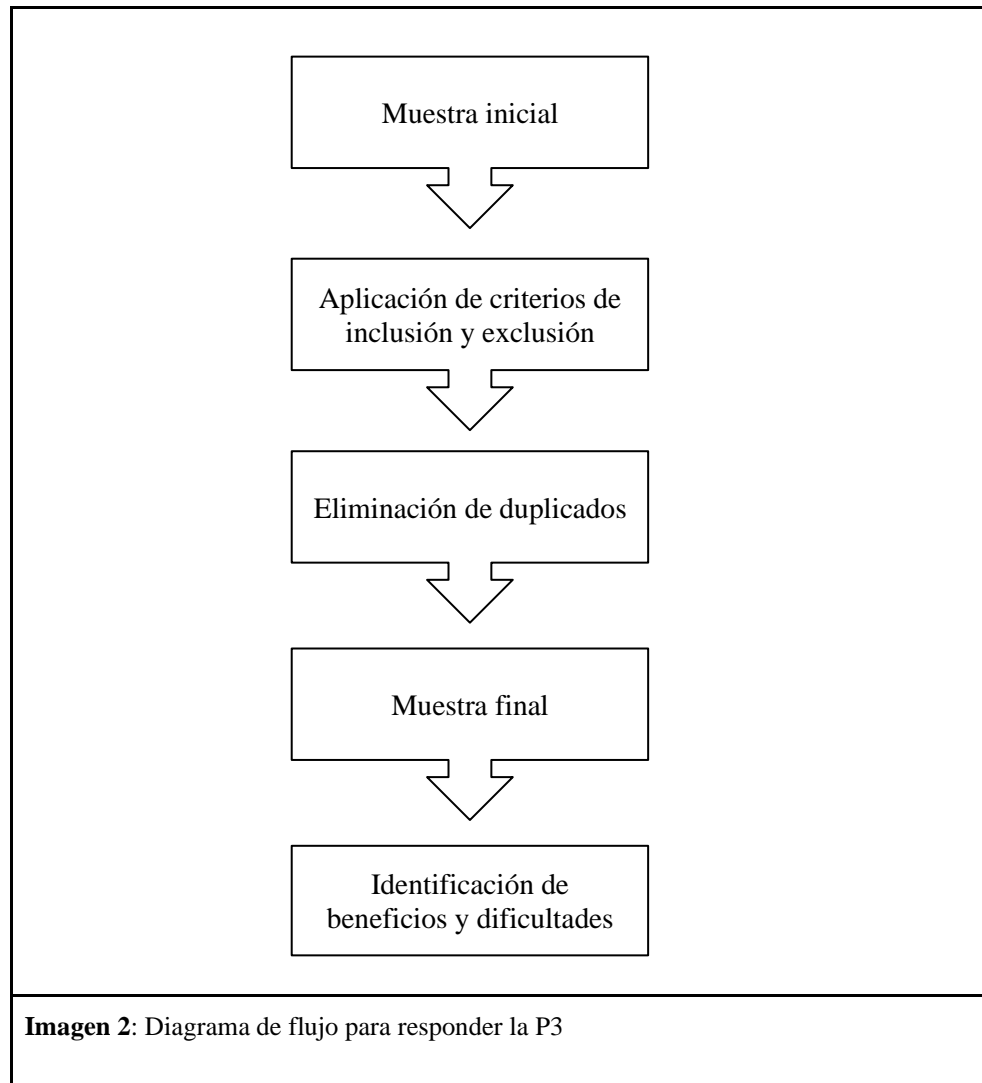 Muestra inicial
Aplicación de criterios de
inclusión y exclusión
Eliminación de duplicados
Muestra final
Identificación de
beneficios y dificultades
Imagen 2: Diagrama de flujo para responder la P3